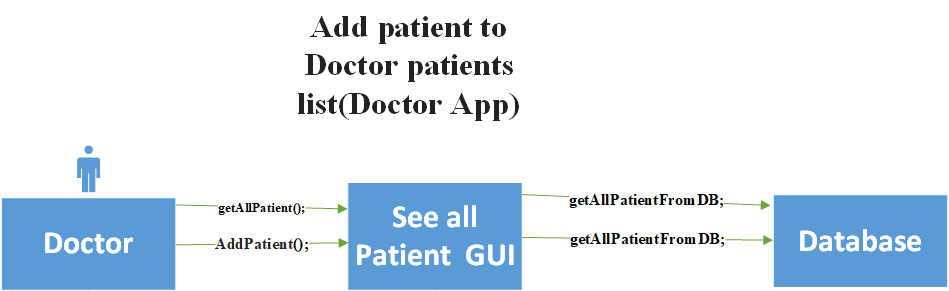 Add patient to
Doctor patients
list(Doctor App)
Doctor
getAllPatient();
AddPatient();
See all
Patient GUI
getAllPatientFromDB;
getAllPatientFromDB;
Database